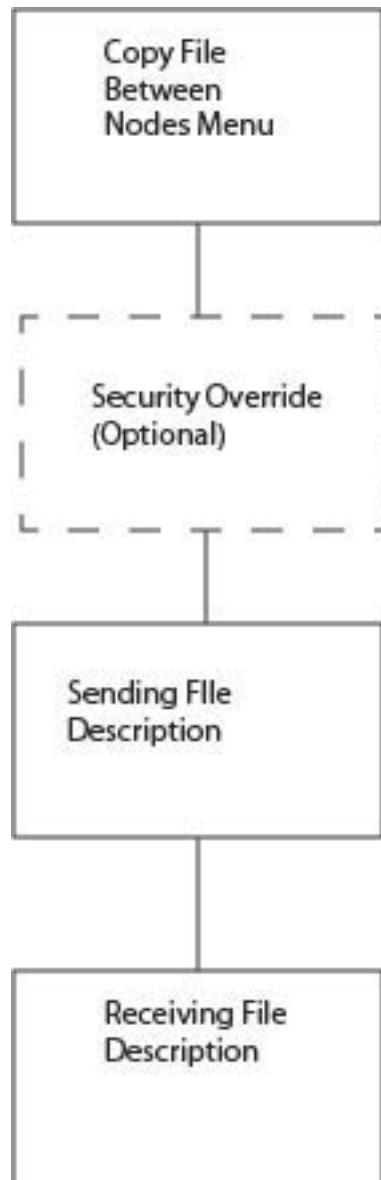 Copy File
Between
Nodes Menu
Security Override
(Optional)
Sending FIle
Description
Receiving File
Description